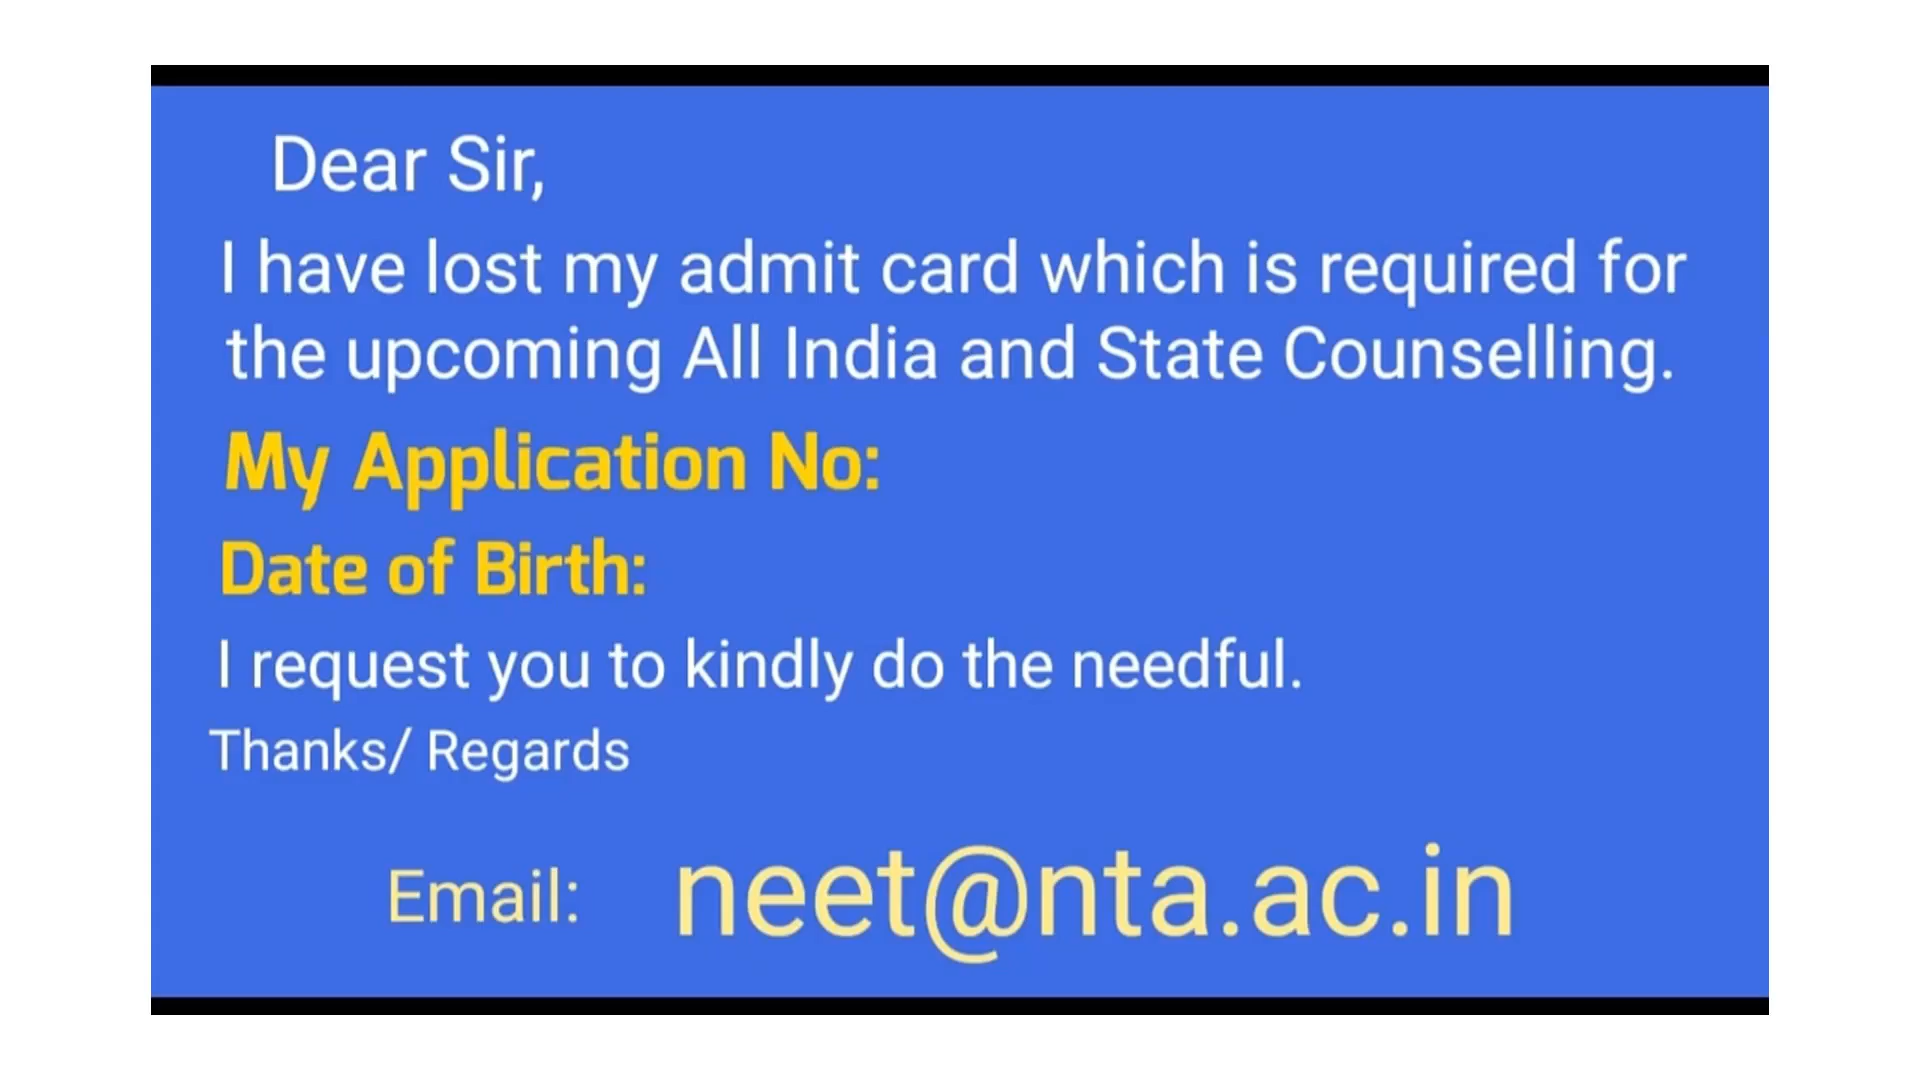 Dear Sir,
I have lost my admit card which is required for
the upcoming All India and State Counselling.
My Application No:
Date of Birth:
I request you to kindly do the needful.
Thanks/ Regards
Email: neet@nta.ac.in